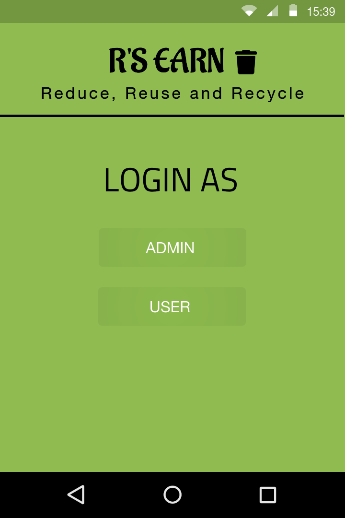 15:39
R'S EARN
Reduce, Reuse and Recycle
LOGIN AS
ADMIN
USER